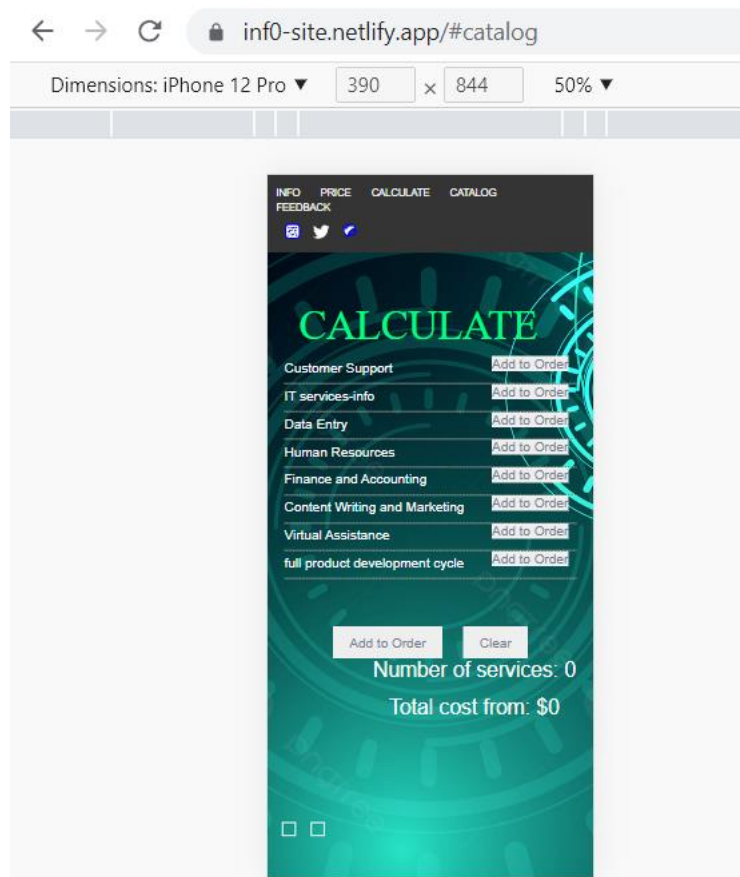 inf0-site.netlify.app/#catalog
Dimensions: iPhone 12 Pro ▼ 390 × 844 50% ▼
INFO PRICE CALCULATE CATALOG
FEEDBACK
CALCULATE
Customer Support Add to Order
IT services-info Add to Order
Data Entry Add to Order
Human Resources Add to Order
Finance and Accounting Add to Order
Content Writing and Marketing Add to Order
Virtual Assistance Add to Order
full product development cycle Add to Order
Add to Order Clear
Number of services: 0
Total cost from: $0